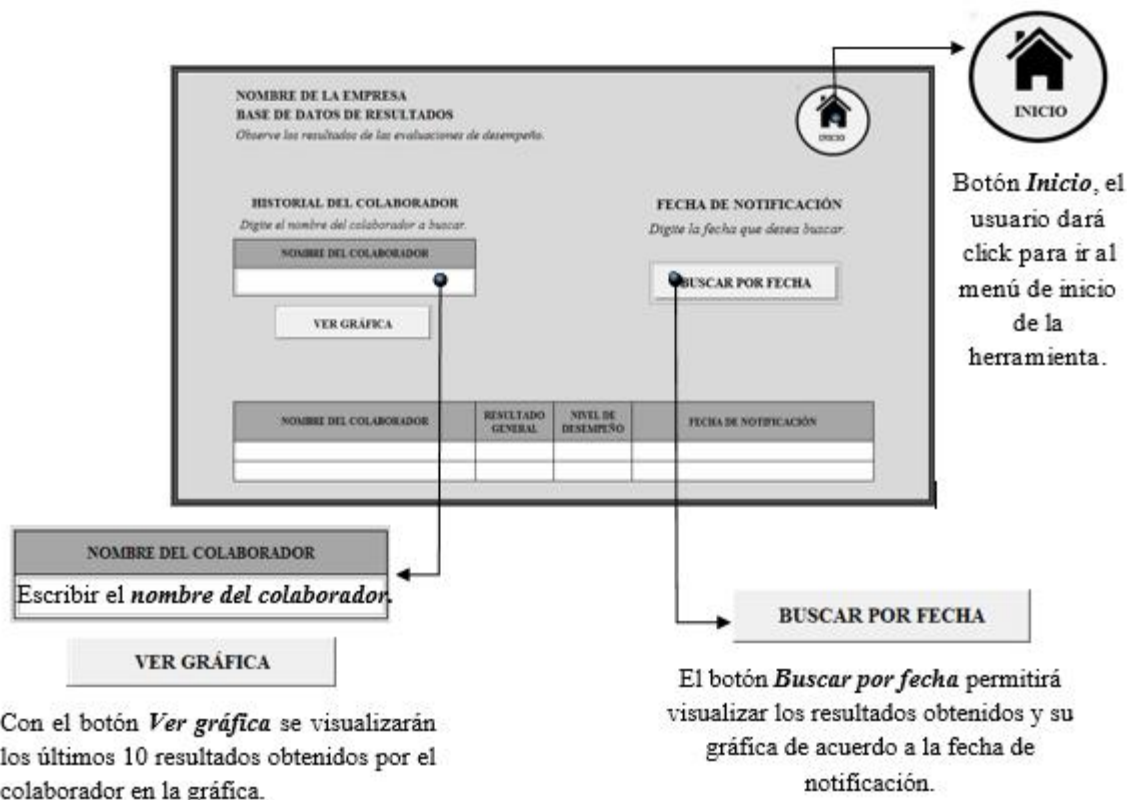 INICIO
NOMBRE DE LA EMPRESA
BASE DE DATOS DE RESULTADOS
Observe los resultados de las evaluaciones de desempeño.
INICIO
Botón Inicio, el
usuario dará
click para ir al
menú de inicio
de la
herramienta.
HISTORIAL DEL COLABORADOR
Digite el nombre del colaborador a buscar.
NOMBRE DEL COLABORADOR
VER GRÁFICA
FECHA DE NOTIFICACIÓN
Digite la fecha que desea buscar.
BUSCAR POR FECHA
NOMBRE DEL COLABORADOR
RESULTADO
GENERAL
NIVEL DE
DESEMPEÑO
FECHA DE NOTIFICACIÓN
NOMBRE DEL COLABORADOR
Escribir el nombre del colaborador.
VER GRÁFICA
Con el botón Ver gráfica se visualizarán
los últimos 10 resultados obtenidos por el
colaborador en la gráfica.
BUSCAR POR FECHA
El botón Buscar por fecha permitirá
visualizar los resultados obtenidos y su
gráfica de acuerdo a la fecha de
notificación.